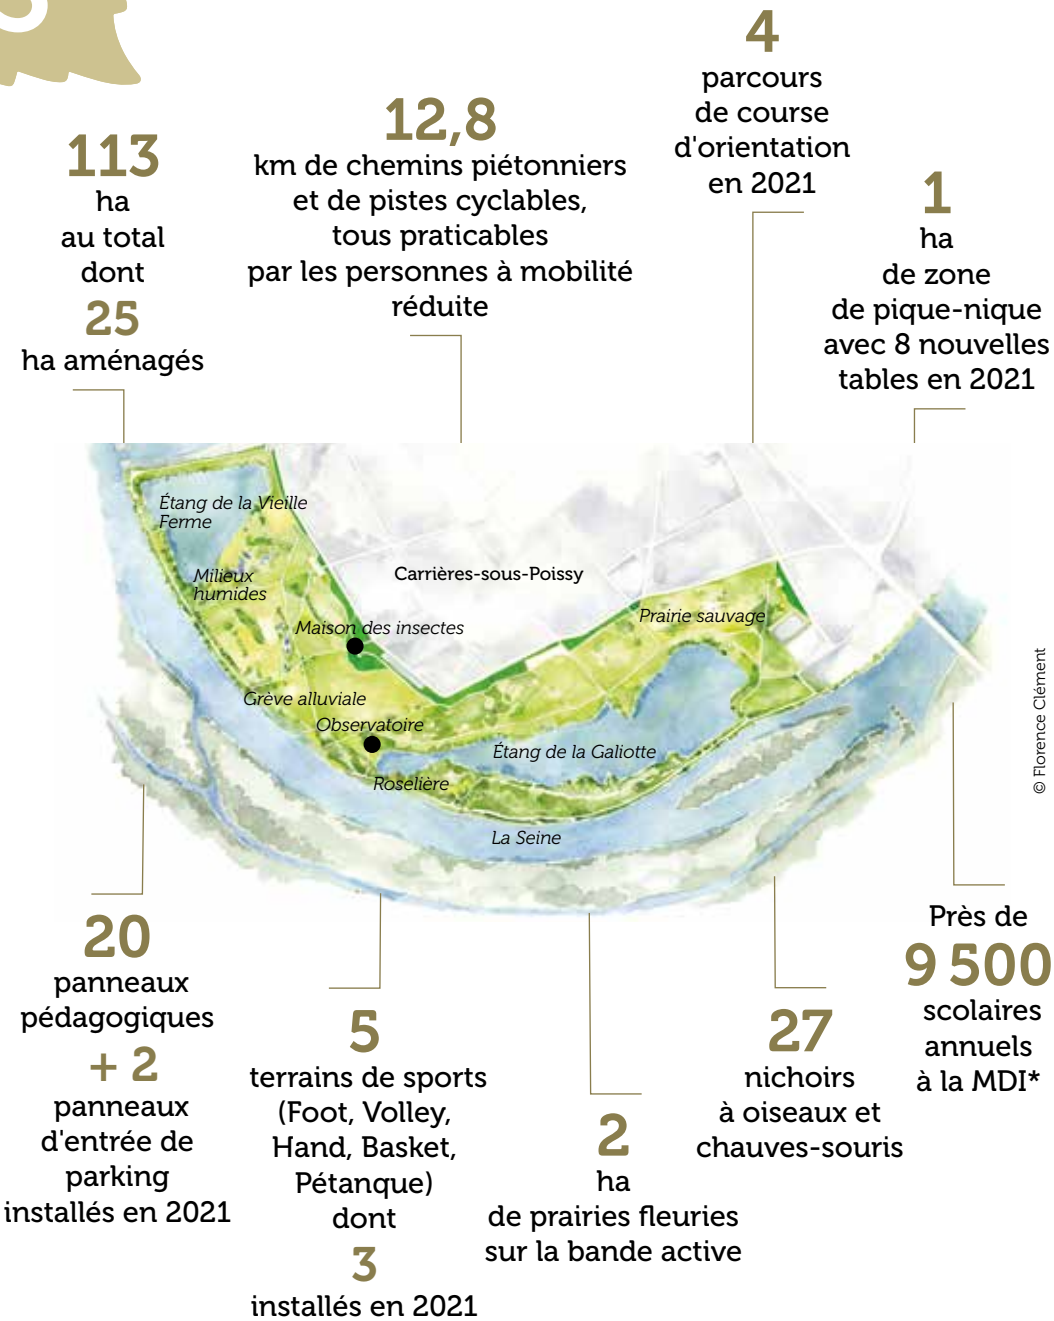 4
parcours
de course
d'orientation
en 2021
12,8
km de chemins piétonniers
et de pistes cyclables,
tous praticables
par les personnes à mobilité
réduite
113
ha
au total
dont
25
ha aménagés
1
ha
de zone
de pique-nique
avec 8 nouvelles
tables en 2021
Étang de la Vieille
Ferme
Milieux
humides
Carrières-sous-Poissy
Maison des insectes
Prairie sauvage
Grève alluviale
Observatoire
Étang de la Galiotte
Roselière
La Seine
© Florence Clément
20
panneaux
pédagogiques
+ 2
panneaux
d'entrée de
parking
installés en 2021
5
terrains de sports
(Foot, Volley,
Hand, Basket,
Pétanque)
dont
3
installés en 2021
2
ha
de prairies fleuries
sur la bande active
27
nichoirs
à oiseaux et
chauves-souris
Près de
9 500
scolaires
annuels
à la MDI*